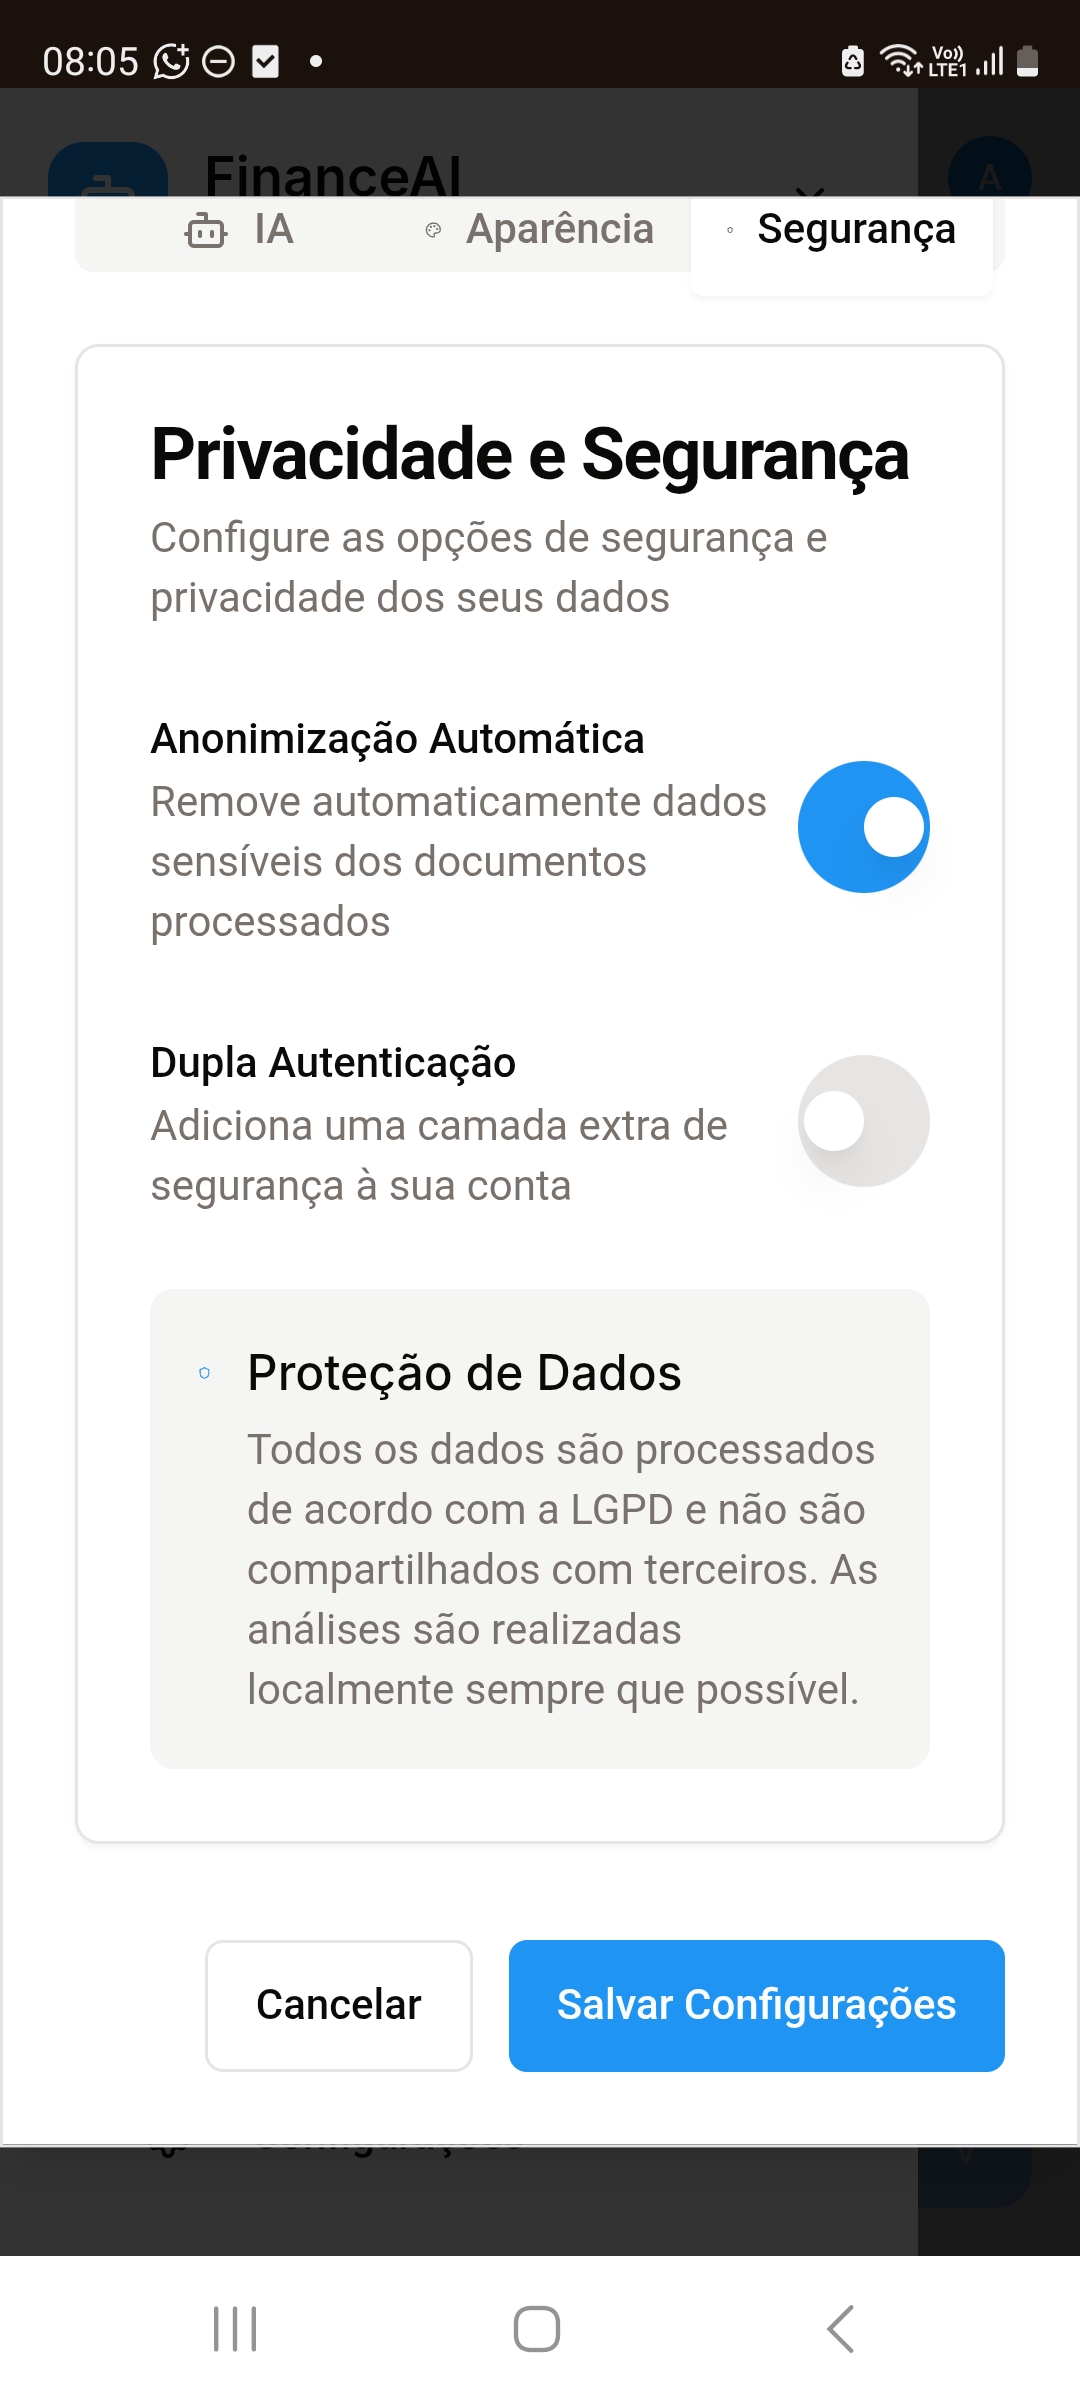 08:05
Vo))
LTE1
FinanceAI
A
IA
Aparência
Segurança
Privacidade e Segurança
Configure as opções de segurança e
privacidade dos seus dados
Anonimização Automática
Remove automaticamente dados
sensíveis dos documentos
processados
Dupla Autenticação
Adiciona uma camada extra de
segurança à sua conta
Proteção de Dados
Todos os dados são processados
de acordo com a LGPD e não são
compartilhados com terceiros. As
análises são realizadas
localmente sempre que possível.
Cancelar
Salvar Configurações
Configurações